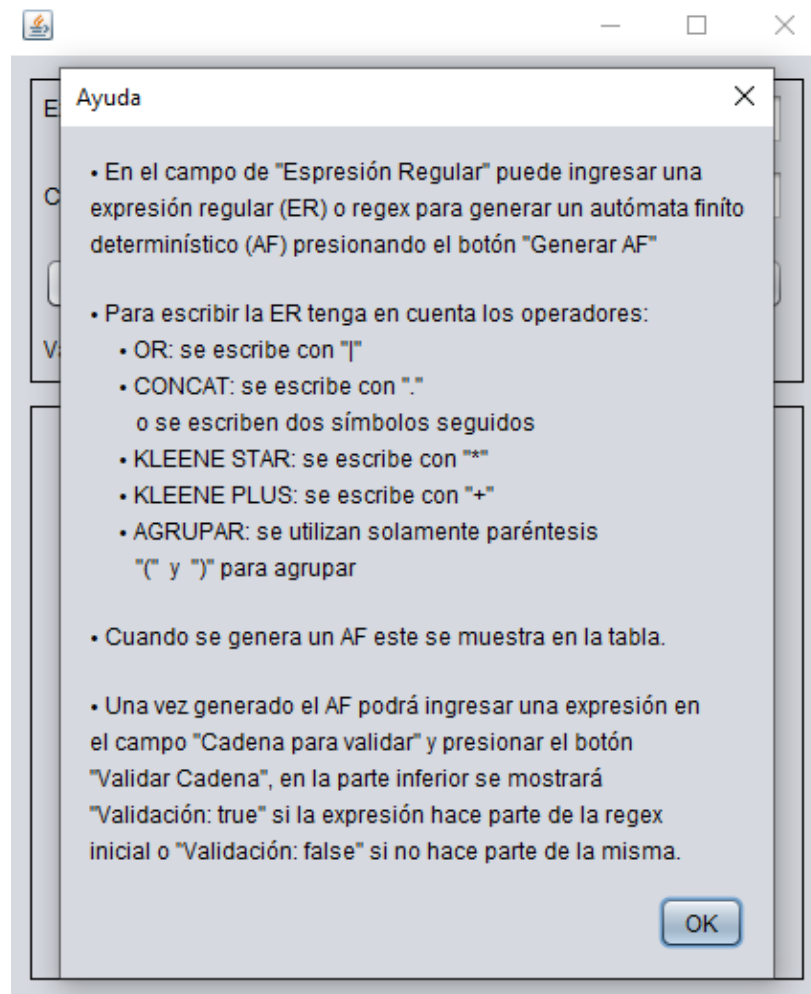 Ayuda
E
C
V
• En el campo de "Espresión Regular" puede ingresar una
expresión regular (ER) o regex para generar un autómata finíto
determinístico (AF) presionando el botón "Generar AF"
• Para escribir la ER tenga en cuenta los operadores:
• OR: se escribe con "|"
• CONCAT: se escribe con "."
o se escriben dos símbolos seguidos
• KLEENE STAR: se escribe con "*"
• KLEENE PLUS: se escribe con "+"
• AGRUPAR: se utilizan solamente paréntesis
"(" y ")" para agrupar
• Cuando se genera un AF este se muestra en la tabla.
• Una vez generado el AF podrá ingresar una expresión en
el campo "Cadena para validar" y presionar el botón
"Validar Cadena", en la parte inferior se mostrará
"Validación: true" si la expresión hace parte de la regex
inicial o "Validación: false" si no hace parte de la misma.
OK